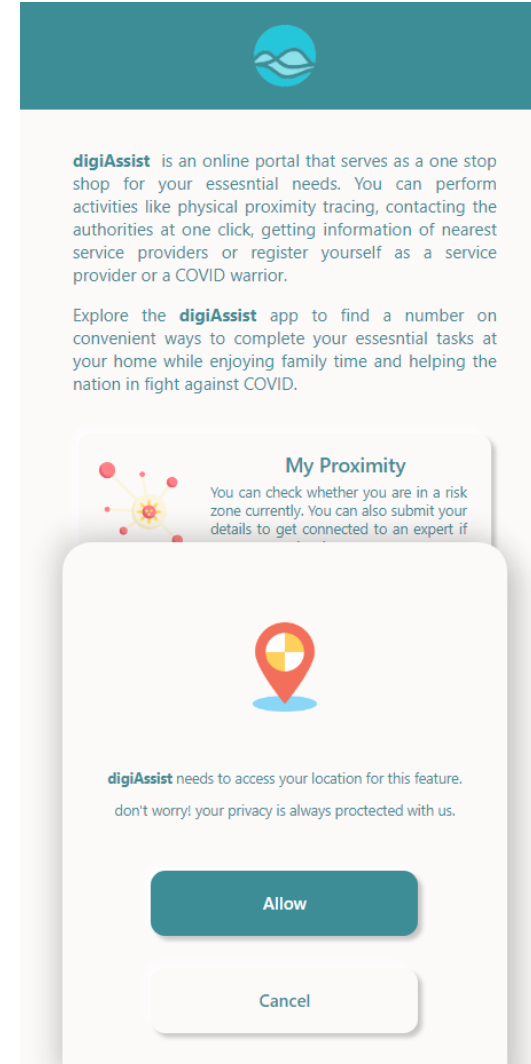 digiAssist is an online portal that serves as a one stop
shop for your essesntial needs. You can perform
activities like physical proximity tracing, contacting the
authorities at one click, getting information of nearest
service providers or register yourself as a service
provider or a COVID warrior.
Explore the digiAssist app to find a number on
convenient ways to complete your essesntial tasks at
your home while enjoying family time and helping the
nation in fight against COVID.
My Proximity
You can check whether you are in a risk
zone currently. You can also submit your
details to get connected to an expert if
digiAssist needs to access your location for this feature.
don't worry! your privacy is always proctected with us.
Allow
Cancel